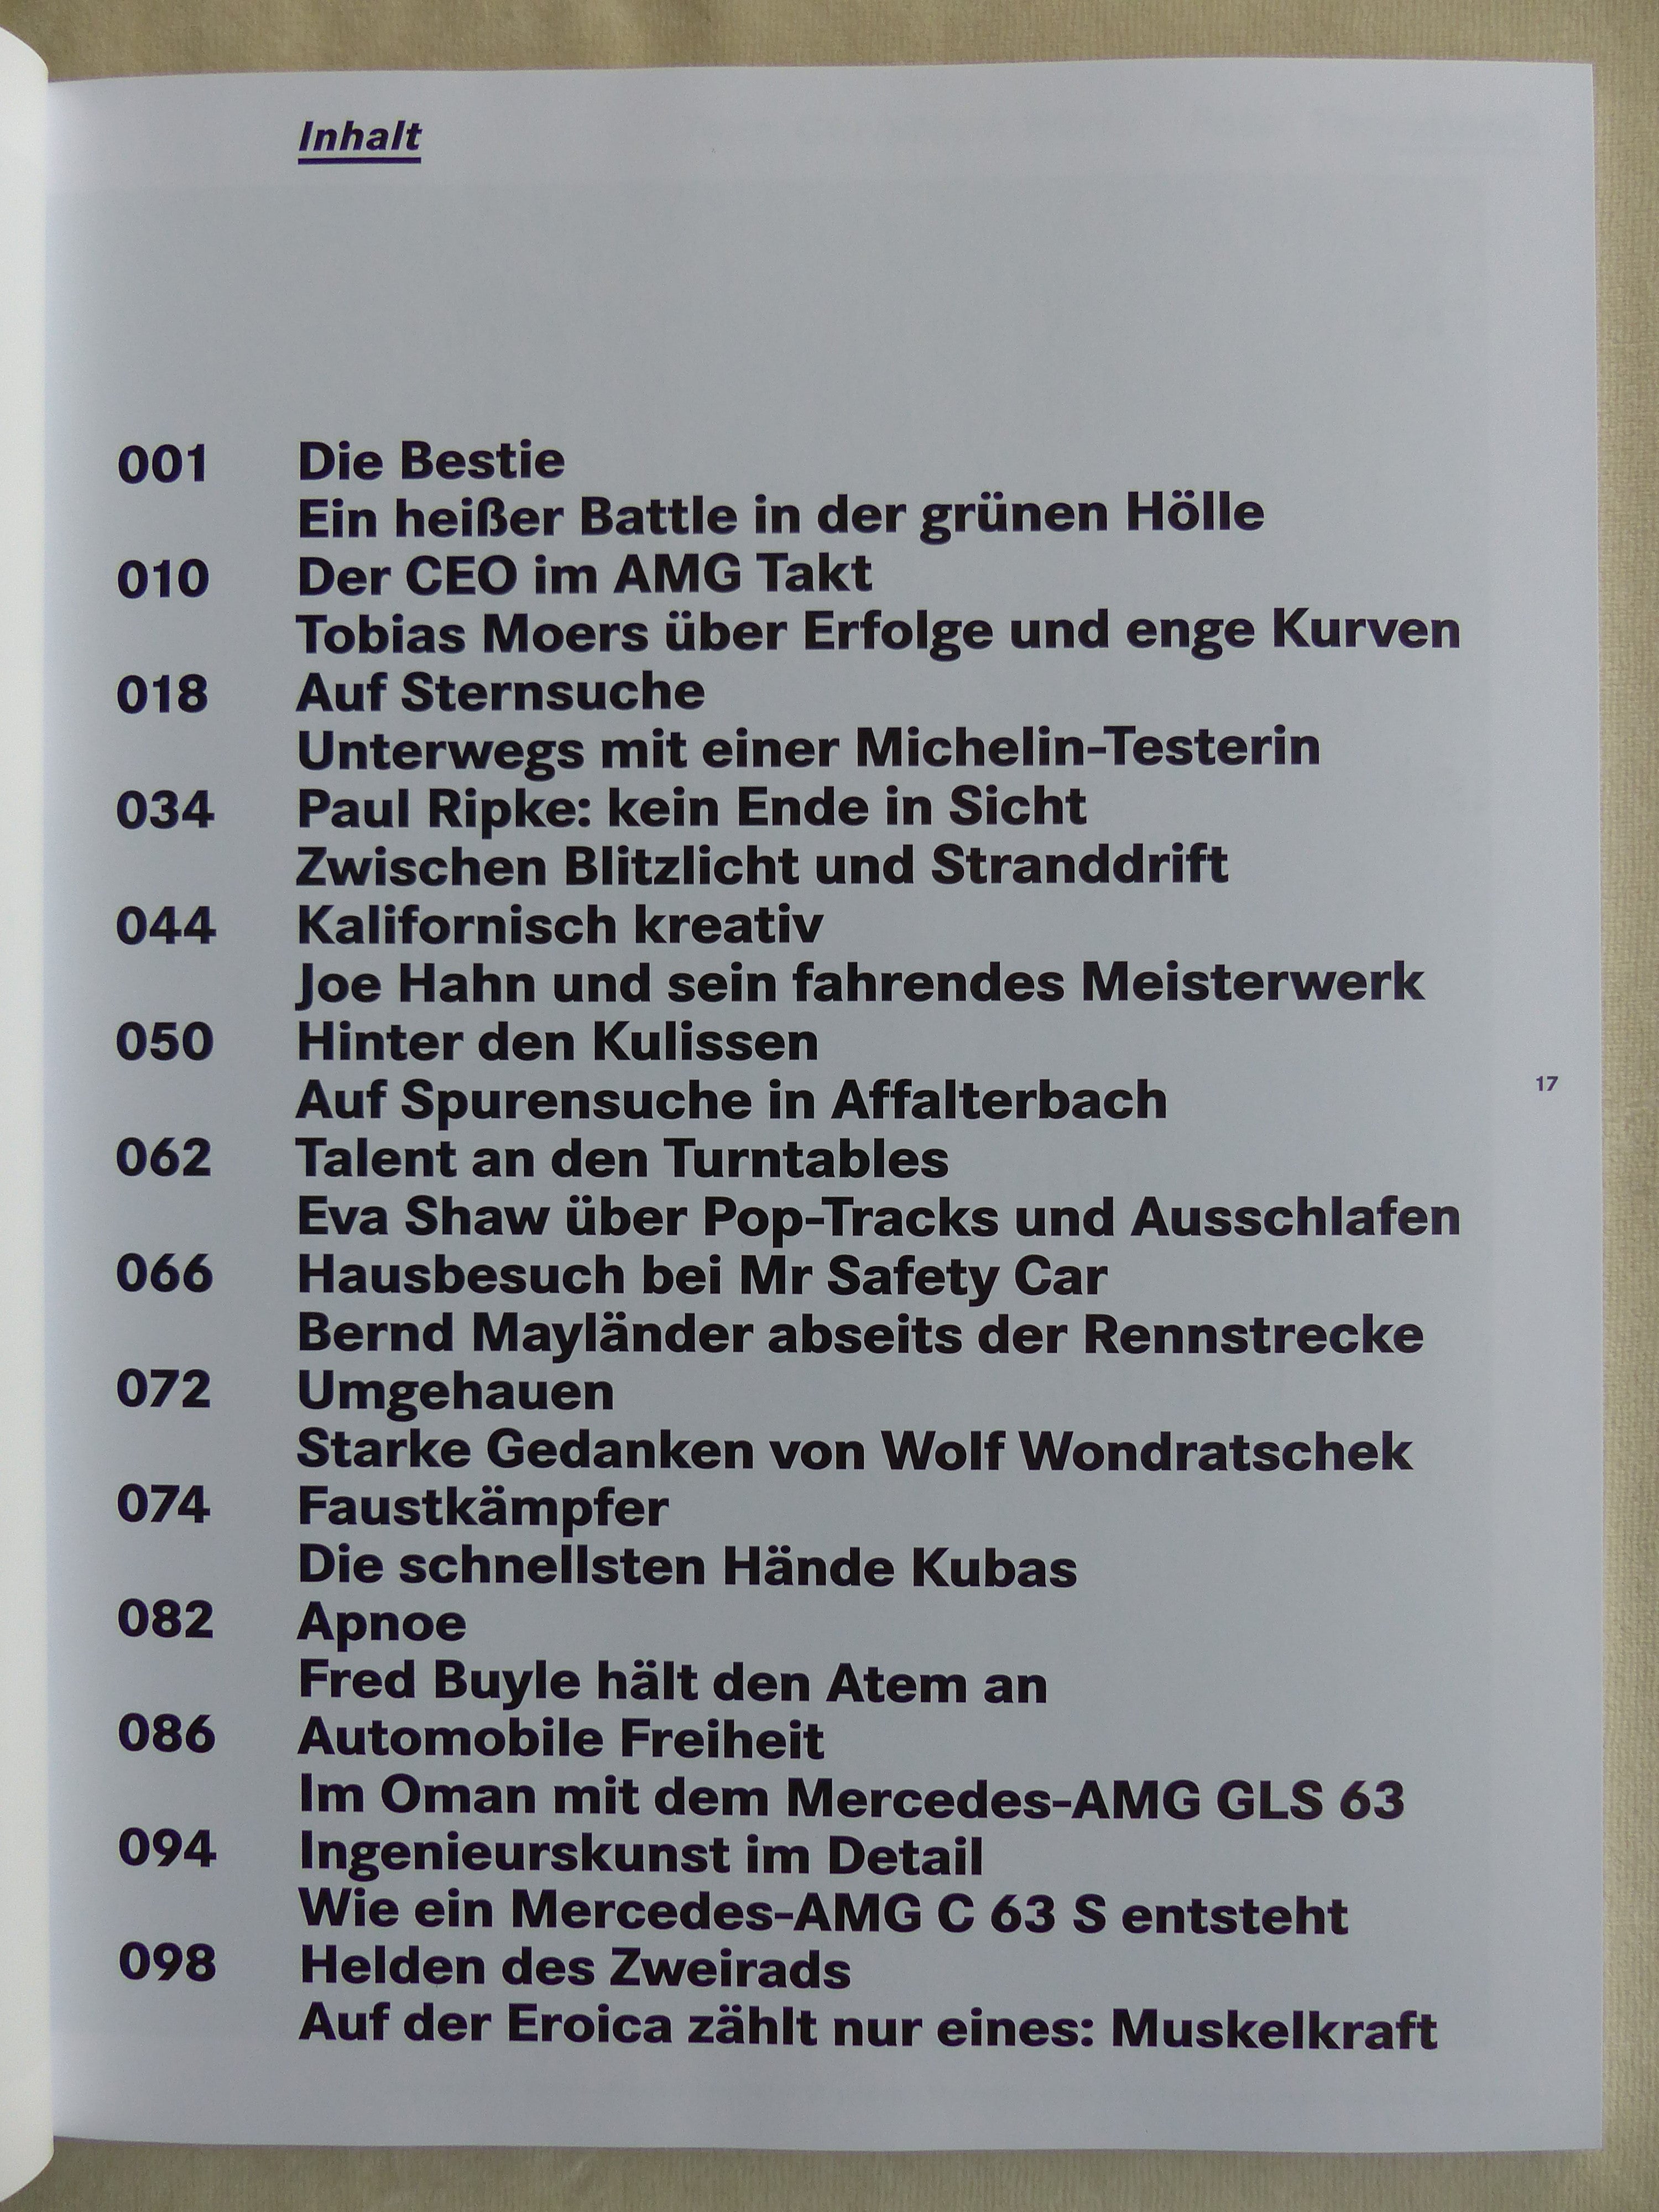 Inhalt
001 Die Bestie
Ein heißer Battle in der grünen Hölle
010 Der CEO im AMG Takt
Tobias Moers über Erfolge und enge Kurven
018 Auf Sternsuche
Unterwegs mit einer Michelin-Testerin
034 Paul Ripke: kein Ende in Sicht
Zwischen Blitzlicht und Stranddrift
044 Kalifornisch kreativ
Joe Hahn und sein fahrendes Meisterwerk
050 Hinter den Kulissen
Auf Spurensuche in Affalterbach
17
062 Talent an den Turntables
Eva Shaw über Pop-Tracks und Ausschlafen
066 Hausbesuch bei Mr Safety Car
Bernd Mayländer abseits der Rennstrecke
072 Umgehauen
Starke Gedanken von Wolf Wondratschek
074 Faustkämpfer
Die schnellsten Hände Kubas
082 Apnoe
Fred Buyle hält den Atem an
086 Automobile Freiheit
Im Oman mit dem Mercedes-AMG GLS 63
094 Ingenieurskunst im Detail
Wie ein Mercedes-AMG C 63 S entsteht
098 Helden des Zweirads
Auf der Eroica zählt nur eines: Muskelkraft